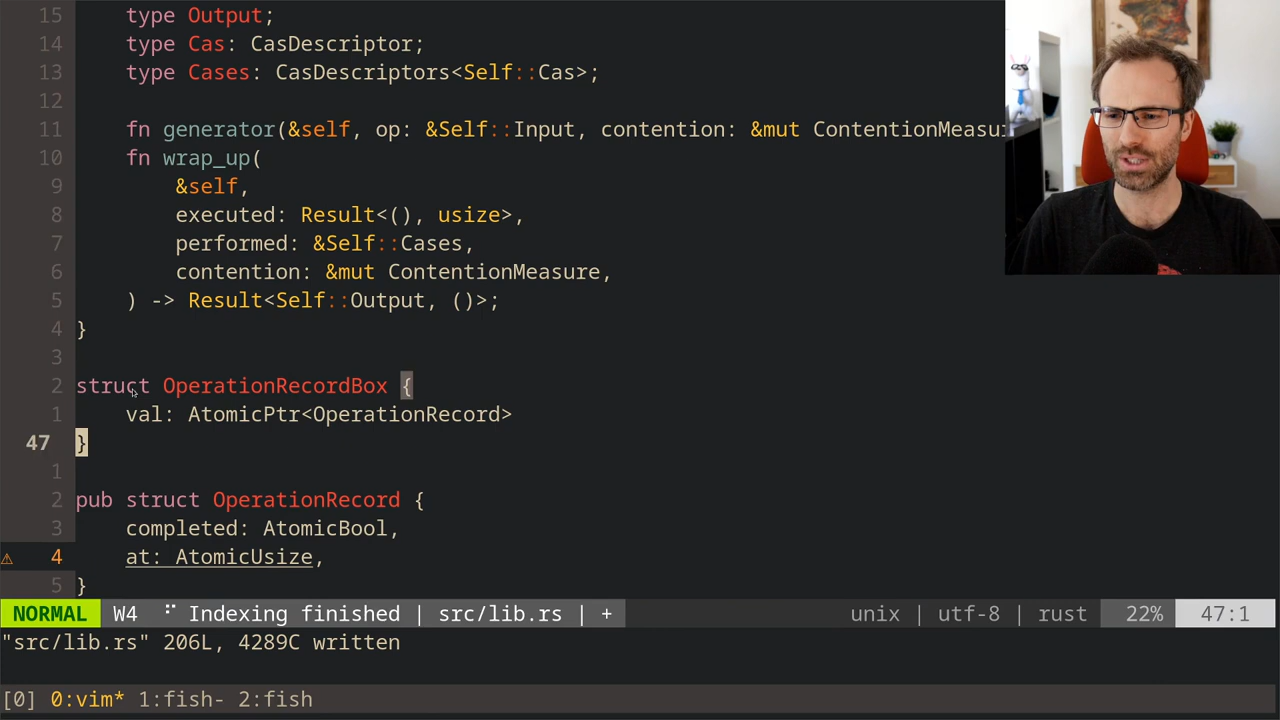 15 type Output;
14 type Cas: CasDescriptor;
13 type Cases: CasDescriptors<Self::Cas>;
12
11 fn generator(&self, op: &Self::Input, contention: &mut ContentionMeasu
10 fn wrap_up(
9 &self,
8 executed: Result<(), usize>,
7 performed: &Self::Cases,
6 contention: &mut ContentionMeasure,
5 ) -> Result<Self::Output, ()>;
4 }
3
2 struct OperationRecordBox {
1 val: AtomicPtr<OperationRecord>
47 }
1
2 pub struct OperationRecord {
3 completed: AtomicBool,
⚠ 4 at: AtomicUsize,
5 }
NORMAL W4 ⠋ Indexing finished | src/lib.rs | + unix | utf-8 | rust 22% 47:1
"src/lib.rs" 206L, 4289C written
[0] 0:vim* 1:fish- 2:fish